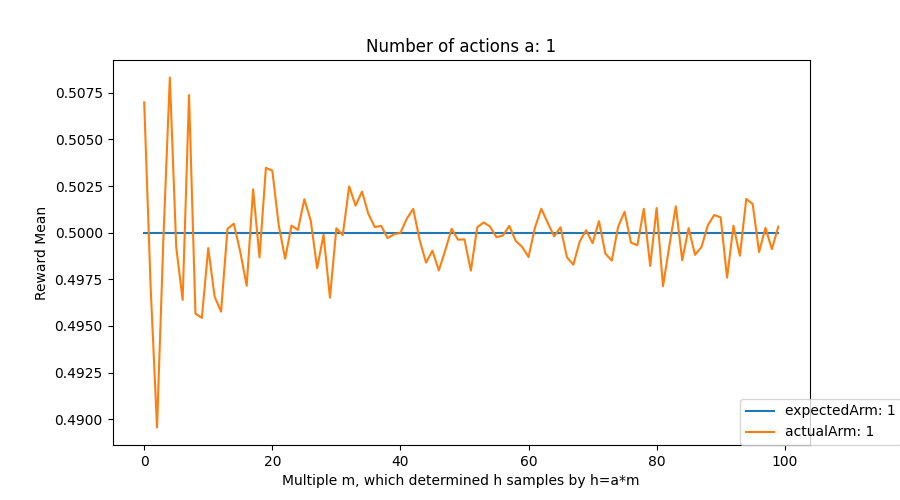 Number of actions a: 1
Reward Mean
0.5075
0.5050
0.5025
0.5000
0.4975
0.4950
0.4925
0.4900
0 20 40 60 80 100
Multiple m, which determined h samples by h=a*m
expectedArm: 1
actualArm: 1